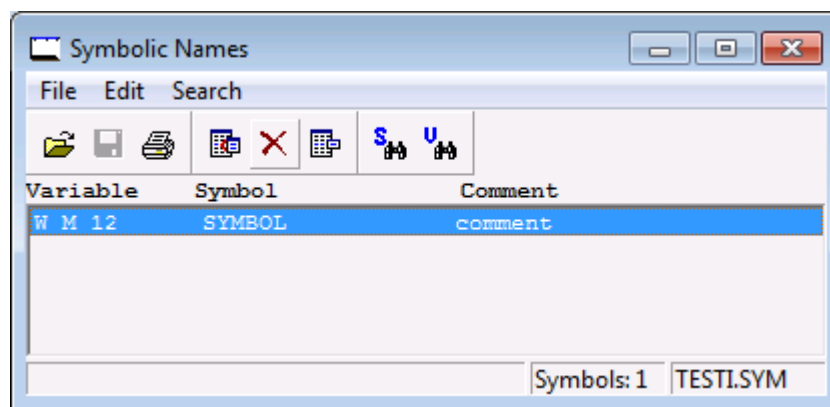 Symbolic Names
File Edit Search
S V
Variable Symbol Comment
W M 12 SYMBOL comment
Symbols: 1 TESTI.SYM